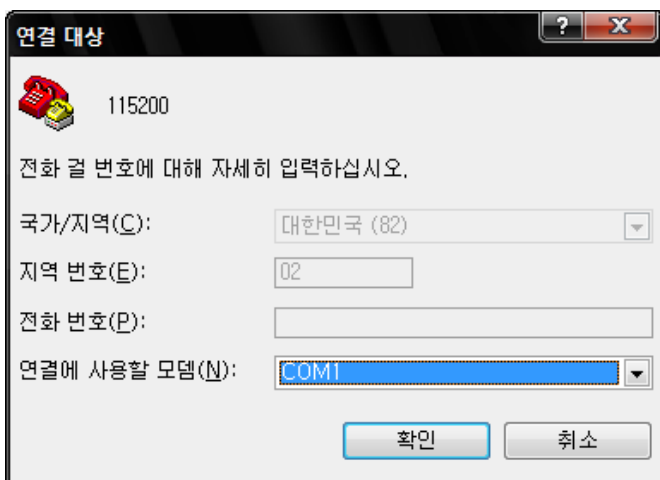 연결 대상
?
115200
전화 걸 번호에 대해 자세히 입력하십시오.
국가/지역(C):
대한민국 (82)
지역 번호(E):
02
전화 번호(P):
연결에 사용할 모뎀(N):
COM1
확인
취소